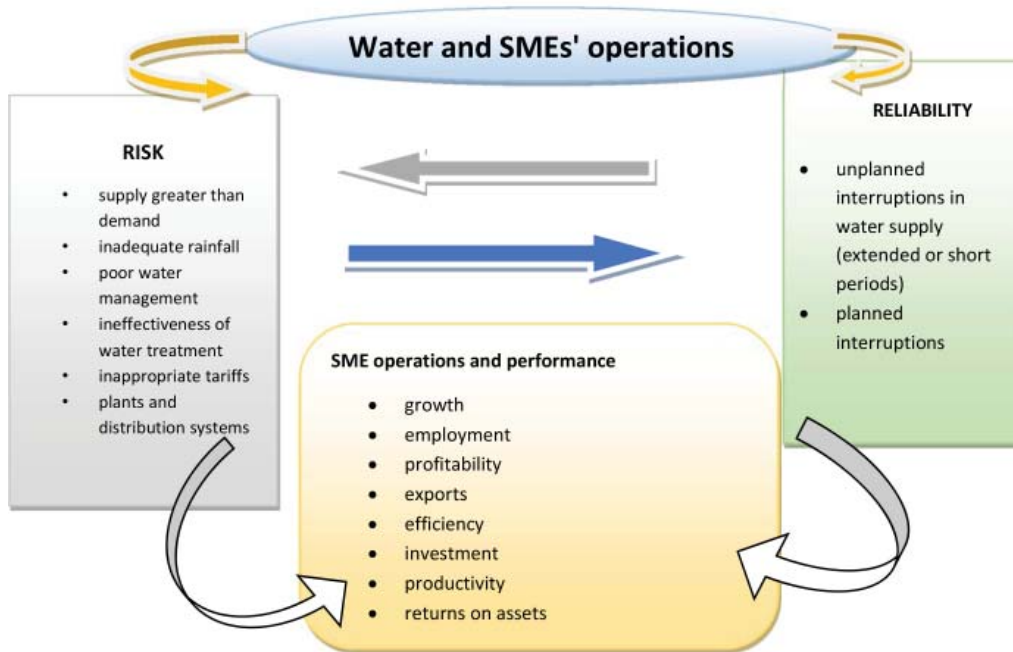 Water and SMEs' operations
RISK
• supply greater than
demand
• inadequate rainfall
• poor water
management
• ineffectiveness of
water treatment
• inappropriate tariffs
• plants and
distribution systems
RELIABILITY
• unplanned
interruptions in
water supply
(extended or short
periods)
• planned
interruptions
SME operations and performance
• growth
• employment
• profitability
• exports
• efficiency
• investment
• productivity
• returns on assets